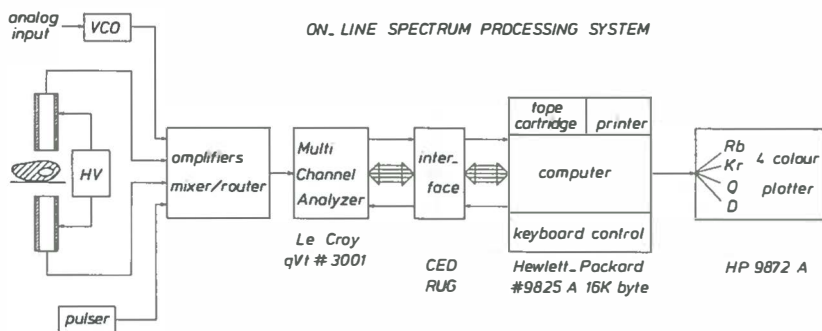 analog
input
VCO
ON_LINE SPECTRUM PROCESSING SYSTEM
HV
amplifiers
mixer/router
Multi
Channel
Analyzer
inter_
face
tape
cartridge
printer
computer
keyboard control
Rb
Kr
O
D
4 colour
plotter
Le Croy
qVt # 3001
CED
RUG
Hewlett_Packard
#9825 A 16K byte
HP 9872 A
pulser